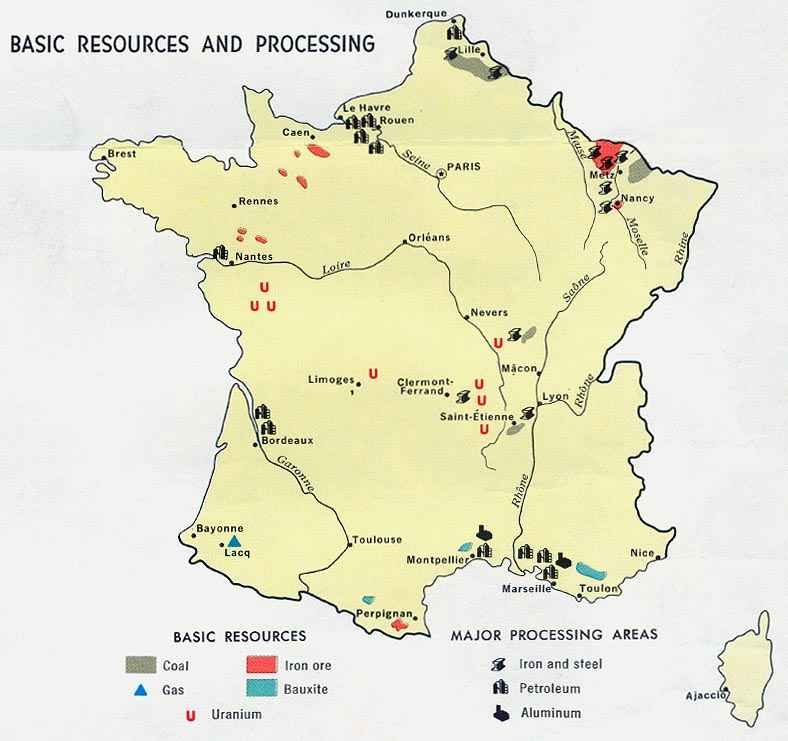 BASIC RESOURCES AND PROCESSING
Dunkerque
Lille
Le Havre
Rouen
Caen
Seine
PARIS
Meuse
Metz
Nancy
Moselle
Rhine
Brest
Rennes
Orléans
Nantes
Loire
Saône
U
U U
Nevers
U
Mâcon
Limoges
U
Clermont-
Ferrand
U
U
Lyon
Rhône
Saint-Étienne
U
Bordeaux
Garonne
Rhône
Bayonne
Lacq
Toulouse
Montpellier
Marseille
Toulon
Nice
Perpignan
Ajaccio
BASIC RESOURCES
Coal
Iron ore
Gas
Bauxite
U Uranium
MAJOR PROCESSING AREAS
Iron and steel
Petroleum
Aluminum